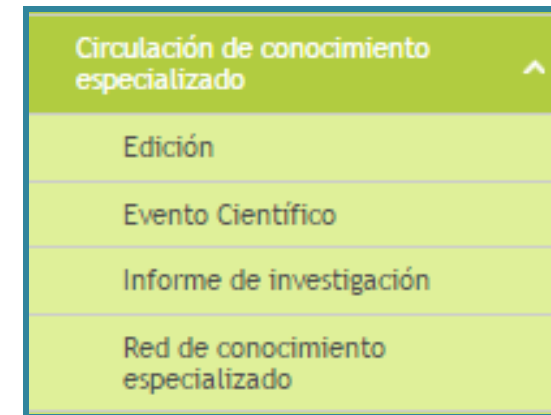 Circulación de conocimiento
especializado
Edición
Evento Científico
Informe de investigación
Red de conocimiento
especializado